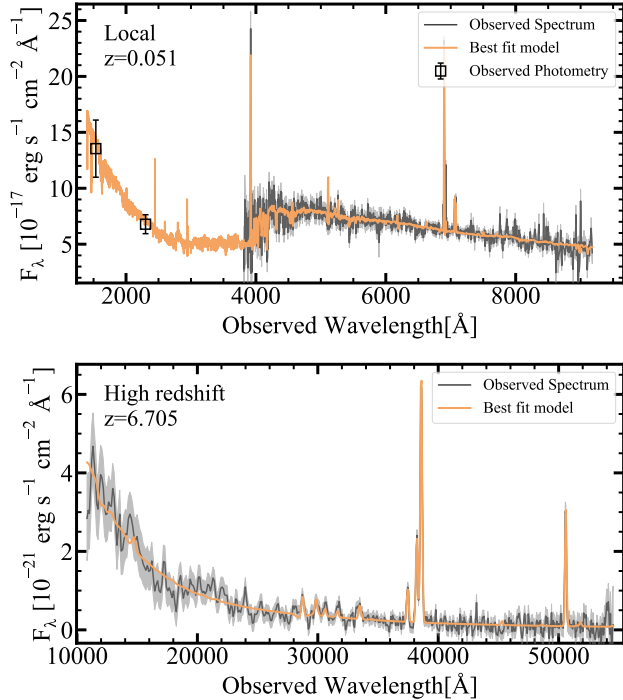 Local
z=0.051
Observed Spectrum
Best fit model
Observed Photometry
F_λ [10^−17 erg s^−1 cm^−2 Å^−1]
25
20
15
10
5
2000 4000 6000 8000
Observed Wavelength[Å]
High redshift
z=6.705
Observed Spectrum
Best fit model
F_λ [10^−21 erg s^−1 cm^−2 Å^−1]
6
4
2
0
10000 20000 30000 40000 50000
Observed Wavelength[Å]